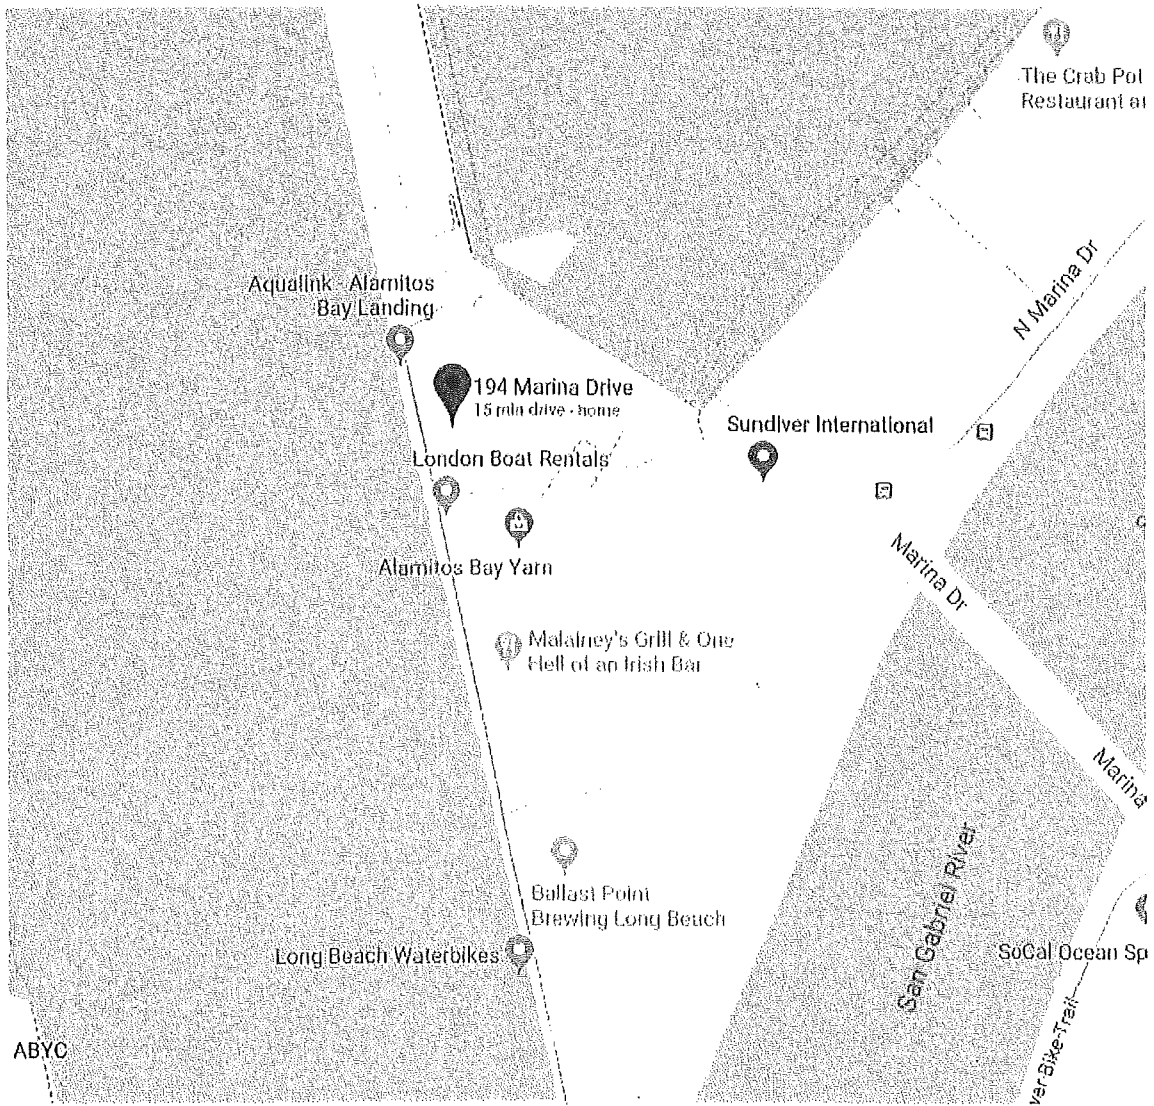 The Crab Pot
Restaurant an
N Marina Dr
Aqualink - Alamitos
Bay Landing
194 Marina Drive
15 min drive - home
Sundiver International
London Boat Rentals
Alamitos Bay Yarn
Marina Dr
Malainey's Grill & One
Hell of an Irish Bar
Marina
Ballast Point
Brewing Long Beach
San Gabriel River
Long Beach Waterbikes
SoCal Ocean Sp
ver Bike Trail
ABYC